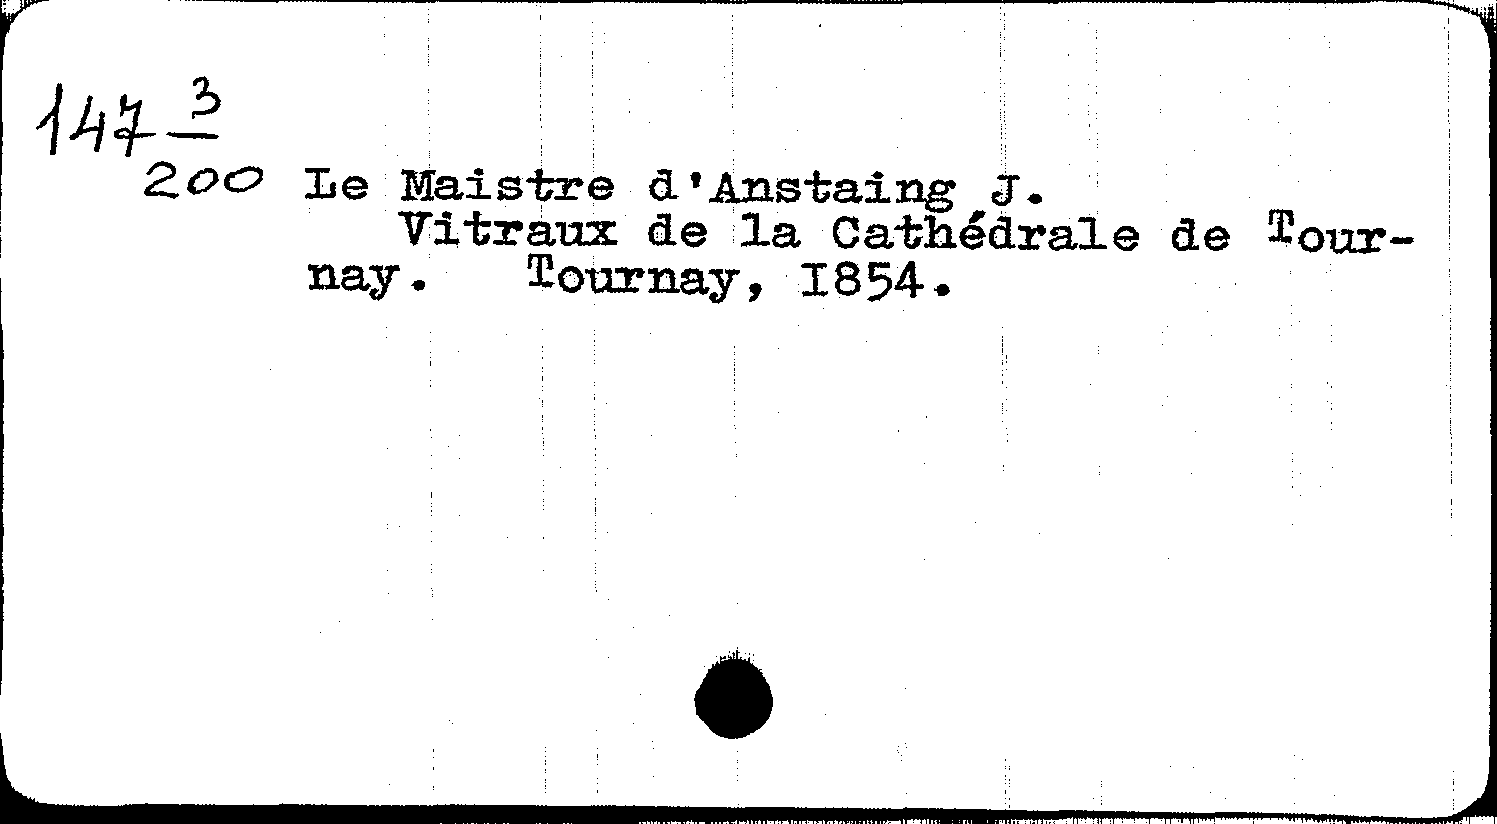 147 3/200
Le Maistre d'Anstaing J.
Vitraux de la Cathédrale de Tour-
nay. Tournay, I854.